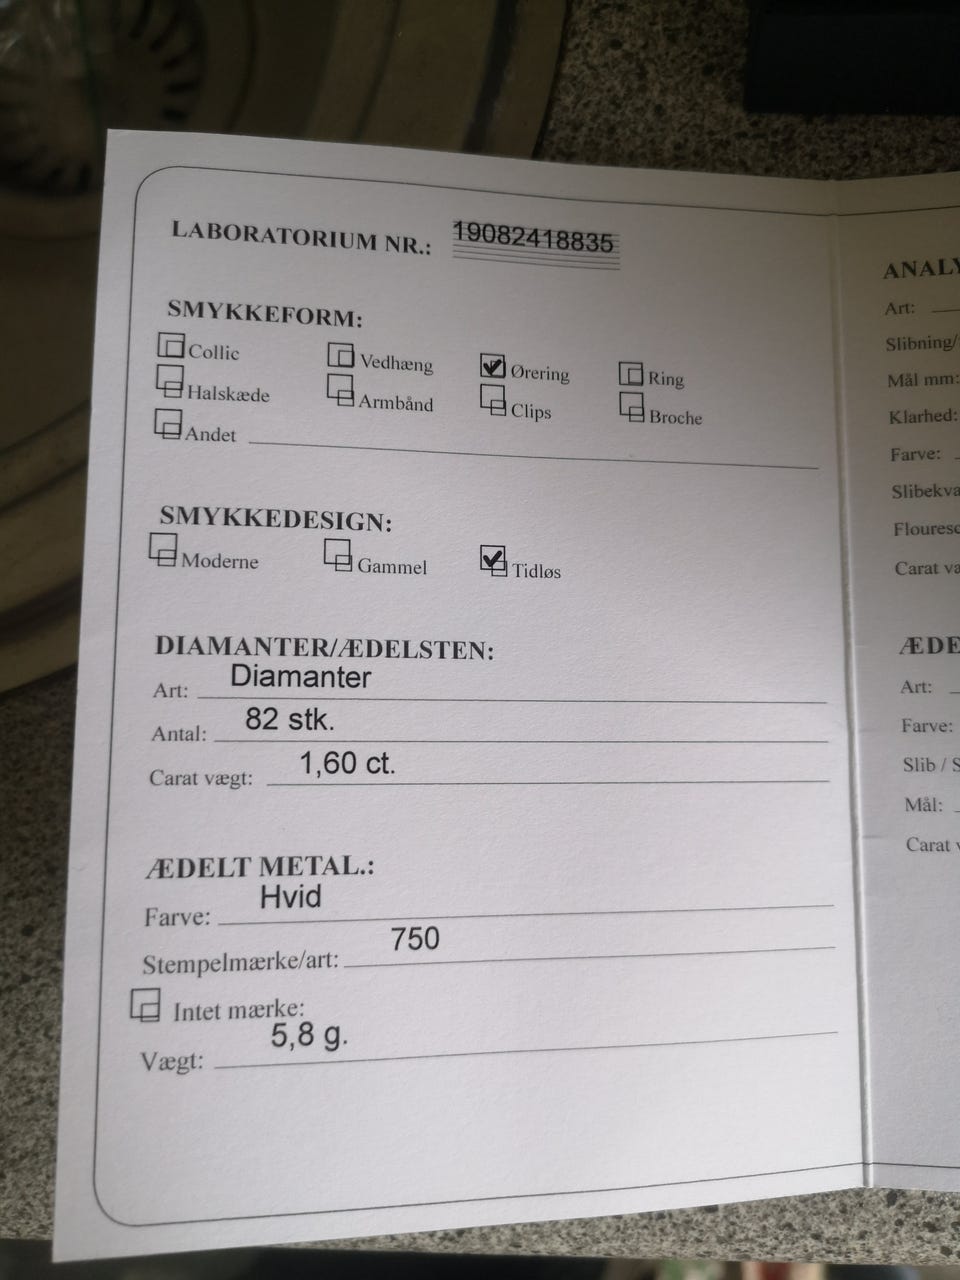 LABORATORIUM NR.: 19082418835
SMYKKEFORM:
Collic Vedhæng Ørering Ring
Halskæde Armbånd Clips Broche
Andet
SMYKKEDESIGN:
Moderne Gammel Tidløs
DIAMANTER/ÆDELSTEN:
Art: Diamanter
Antal: 82 stk.
Carat vægt: 1,60 ct.
ÆDELT METAL.:
Farve: Hvid
Stempelmærke/art: 750
Intet mærke:
Vægt: 5,8 g.
ANALY
Art:
Slibning/
Mål mm:
Klarhed:
Farve:
Slibekva
Flouresc
Carat va
ÆDE
Art:
Farve:
Slib / S
Mål:
Carat v